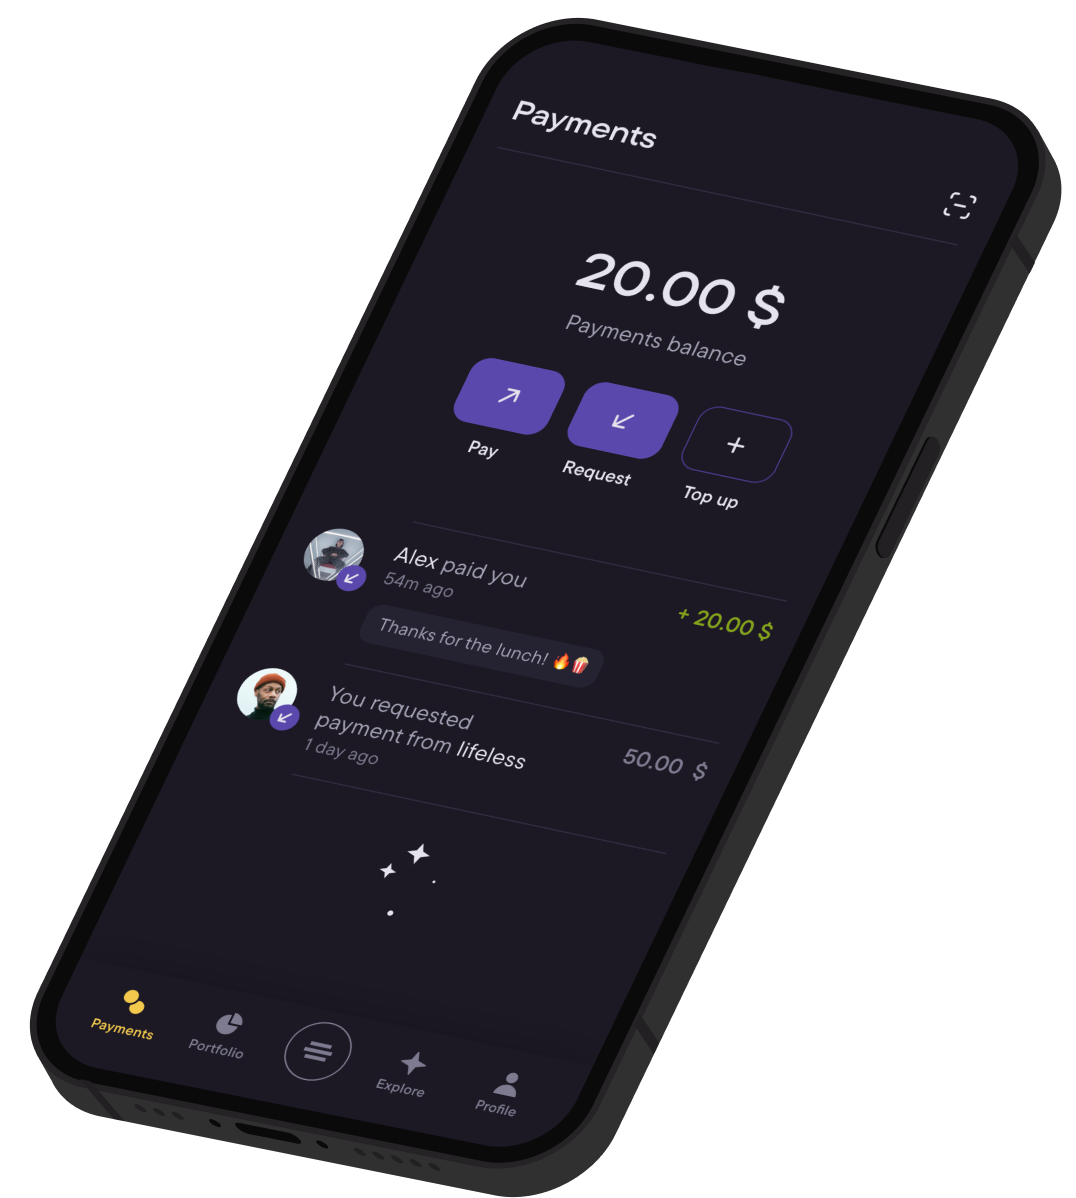 Payments
20.00 $
Payments balance
Pay
Request
Top up
Alex paid you
54m ago
+ 20.00 $
Thanks for the lunch! 🔥🍿
You requested
payment from lifeless
1 day ago
50.00 $
Payments
Portfolio
Explore
Profile